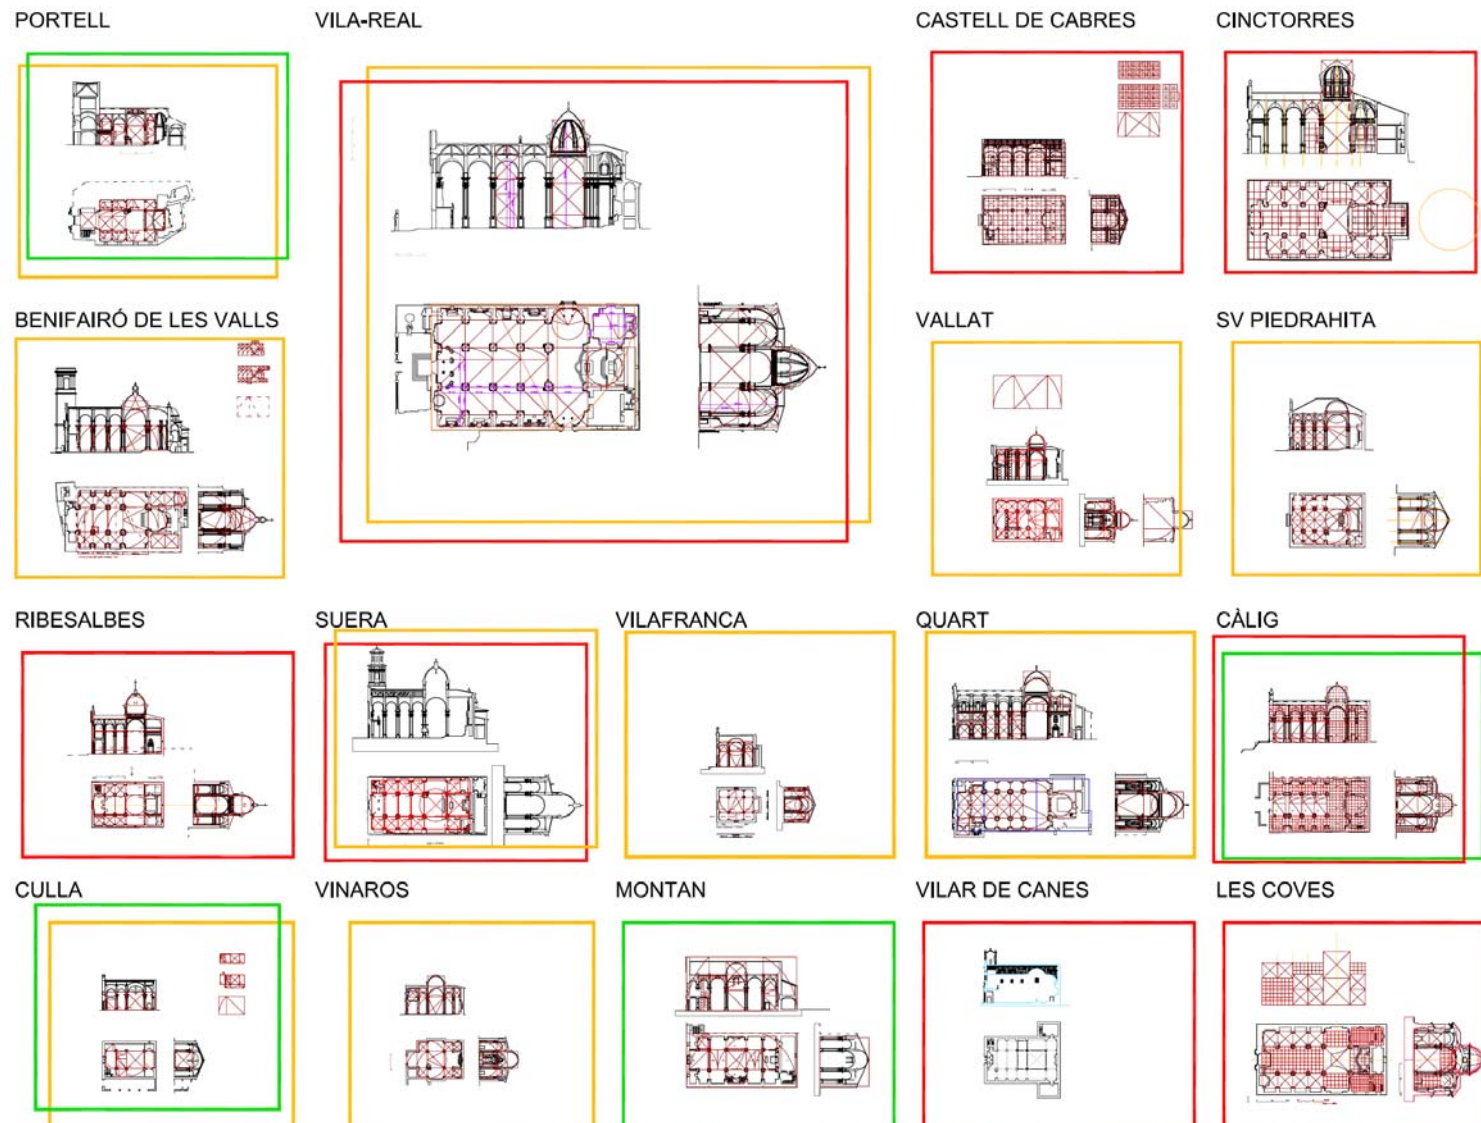 PORTELL
VILA-REAL
CASTELL DE CABRES
CINCTORRES
BENIFAIRÓ DE LES VALLS
VALLAT
SV PIEDRAHITA
RIBESALBES
SUERA
VILAFRANCA
QUART
CÀLIG
CULLA
VINAROS
MONTAN
VILAR DE CANES
LES COVES